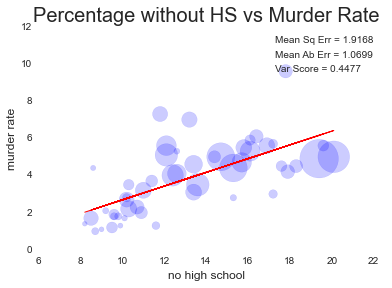 Percentage without HS vs Murder Rate
Mean Sq Err = 1.9168
Mean Ab Err = 1.0699
Var Score = 0.4477
12
10
8
6
4
2
0
murder rate
6 8 10 12 14 16 18 20 22
no high school